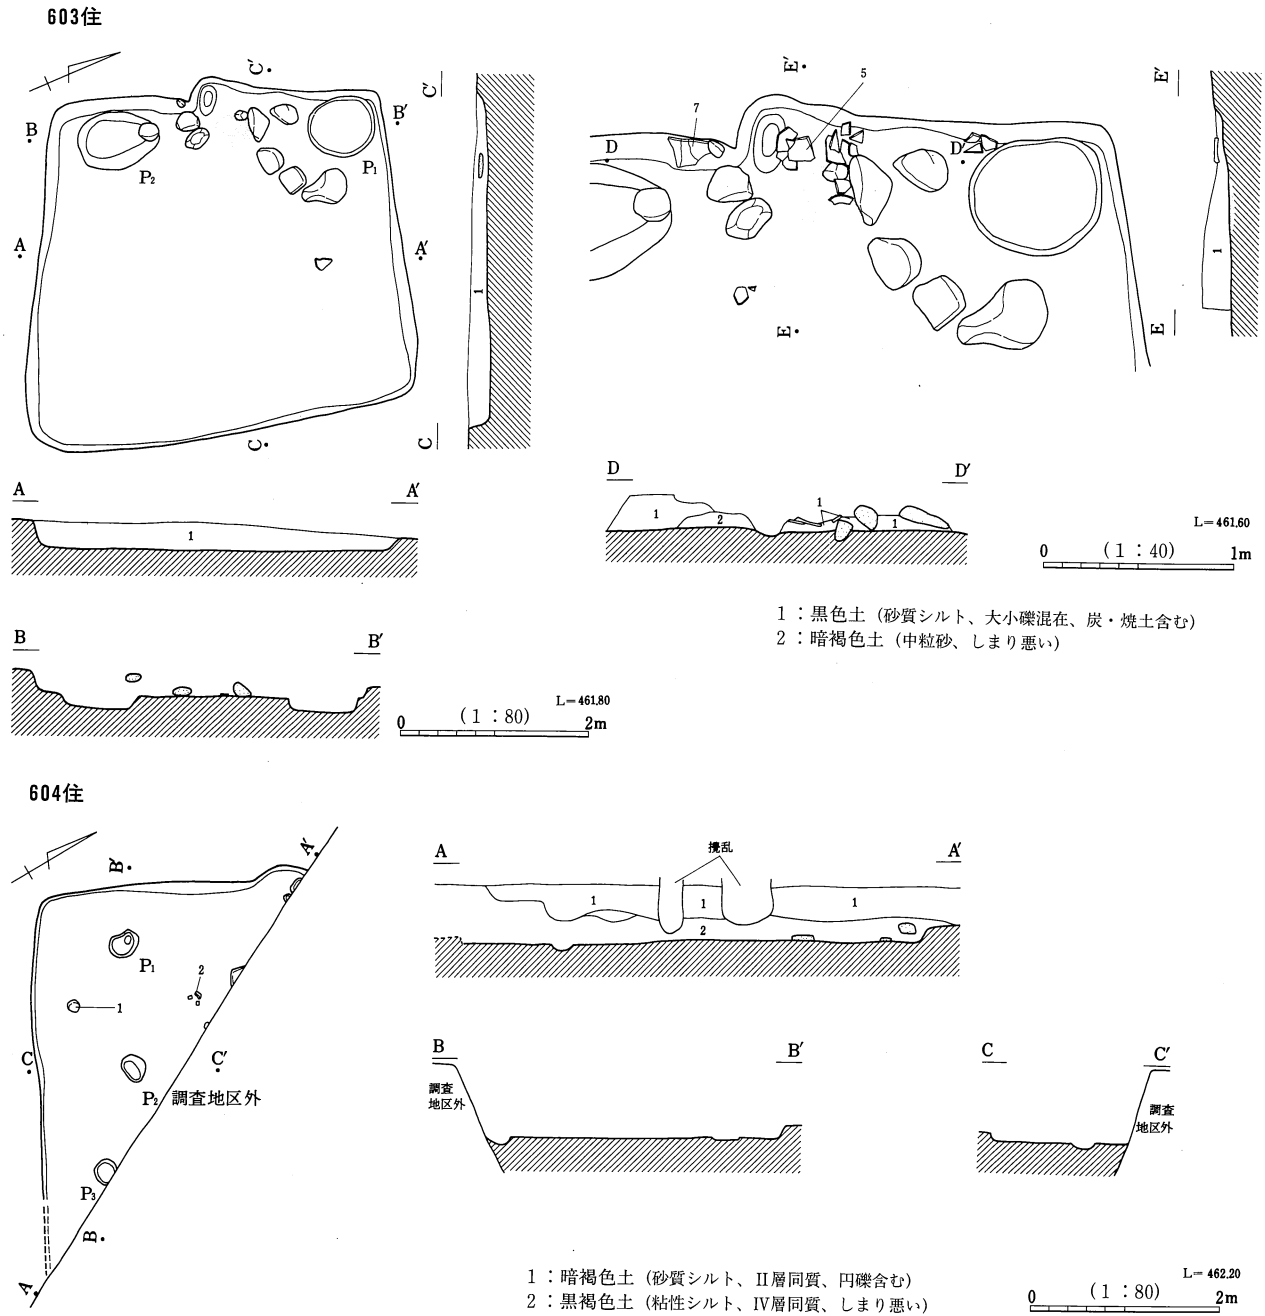 603住
C′
B
B′
P₂
P₁
A
A′
C
C′
1
C
E′
7
5
D
D′
E
E′
1
E
A
A′
1
D
D′
1
2
1
1
L=461.60
0 (1：40) 1m
1：黒色土（砂質シルト、大小礫混在、炭・焼土含む）
2：暗褐色土（中粒砂、しまり悪い）
B
B′
L=461.80
0 (1：80) 2m
604住
A′
B′
P₁
2
1
C
C′
P₂
調査地区外
P₃
B
A
A
攪乱
A′
1
1
1
2
B
B′
調査
地区外
C
C′
調査
地区外
1：暗褐色土（砂質シルト、II層同質、円礫含む）
2：黒褐色土（粘性シルト、IV層同質、しまり悪い）
L=462.20
0 (1：80) 2m